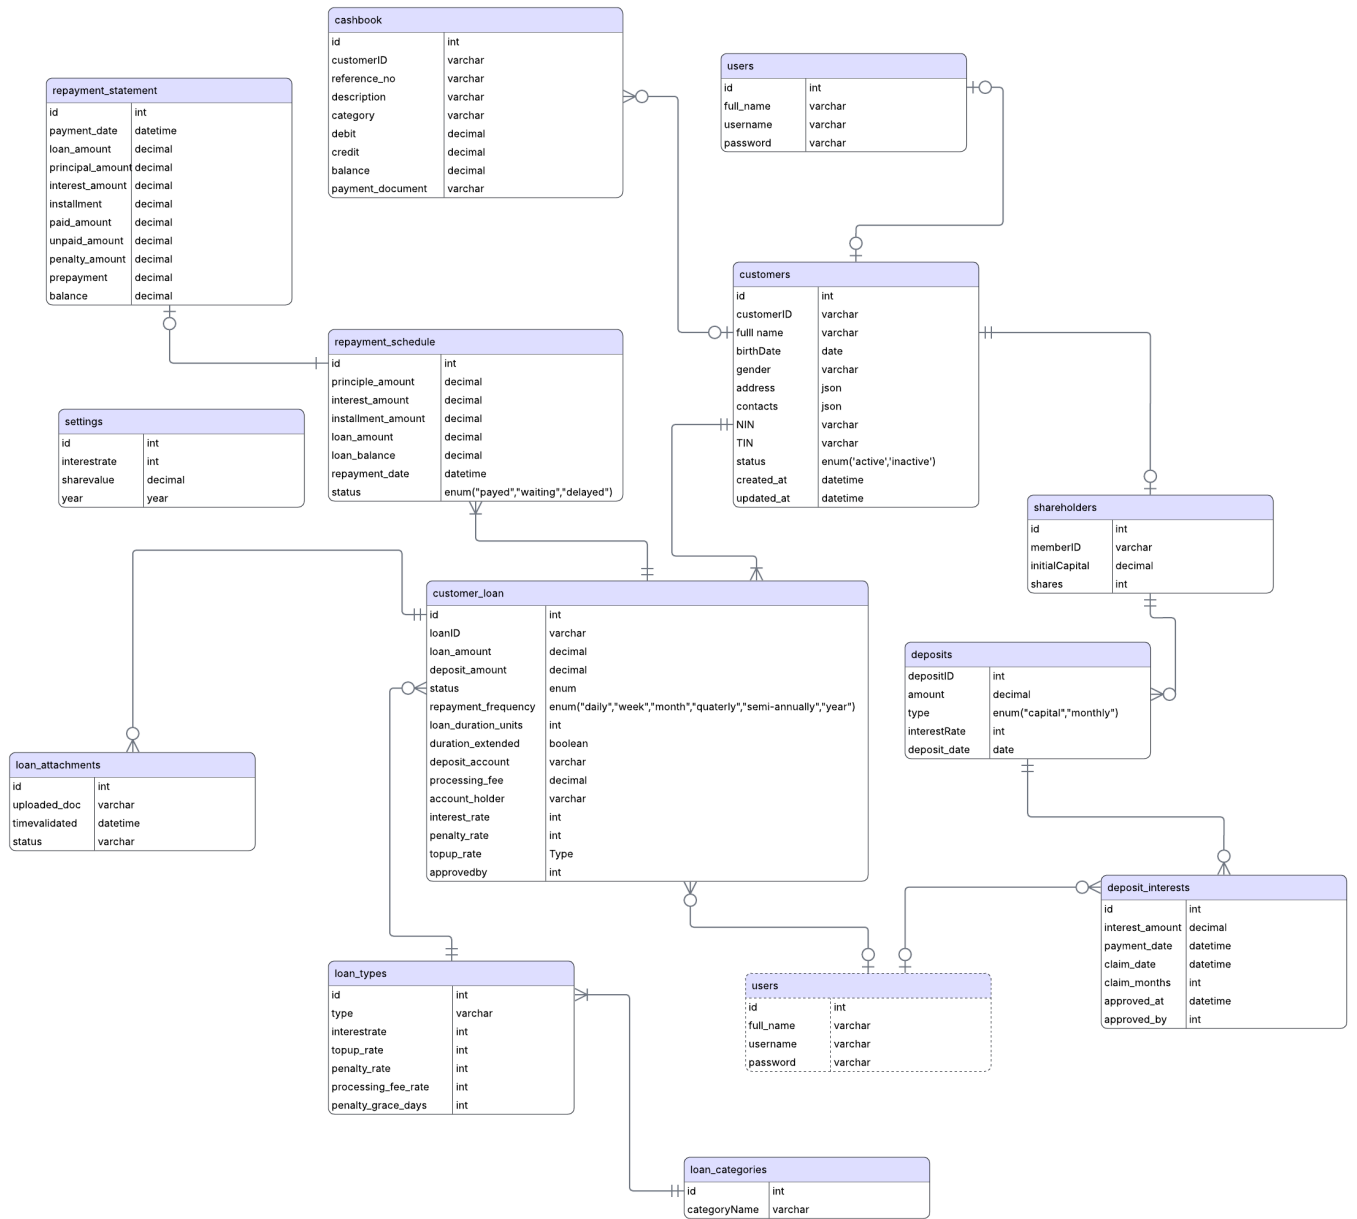 cashbook
id int
customerID varchar
reference_no varchar
description varchar
category varchar
debit decimal
credit decimal
balance decimal
payment_document varchar
users
id int
full_name varchar
username varchar
password varchar
repayment_statement
id int
payment_date datetime
loan_amount decimal
principal_amount decimal
interest_amount decimal
installment decimal
paid_amount decimal
unpaid_amount decimal
penalty_amount decimal
prepayment decimal
balance decimal
customers
id int
customerID varchar
fulll name varchar
birthDate date
gender varchar
address json
contacts json
NIN varchar
TIN varchar
status enum('active','inactive')
created_at datetime
updated_at datetime
repayment_schedule
id int
principle_amount decimal
interest_amount decimal
installment_amount decimal
loan_amount decimal
loan_balance decimal
repayment_date datetime
status enum("payed","waiting","delayed")
settings
id int
interestrate int
sharevalue decimal
year year
shareholders
id int
memberID varchar
initialCapital decimal
shares int
customer_loan
id int
loanID varchar
loan_amount decimal
deposit_amount decimal
status enum
repayment_frequency enum("daily","week","month","quaterly","semi-annually","year")
loan_duration_units int
duration_extended boolean
deposit_account varchar
processing_fee decimal
account_holder varchar
interest_rate int
penalty_rate int
topup_rate Type
approvedby int
deposits
depositID int
amount decimal
type enum("capital","monthly")
interestRate int
deposit_date date
loan_attachments
id int
uploaded_doc varchar
timevalidated datetime
status varchar
deposit_interests
id int
interest_amount decimal
payment_date datetime
claim_date datetime
claim_months int
approved_at datetime
approved_by int
loan_types
id int
type varchar
interestrate int
topup_rate int
penalty_rate int
processing_fee_rate int
penalty_grace_days int
users
id int
full_name varchar
username varchar
password varchar
loan_categories
id int
categoryName varchar